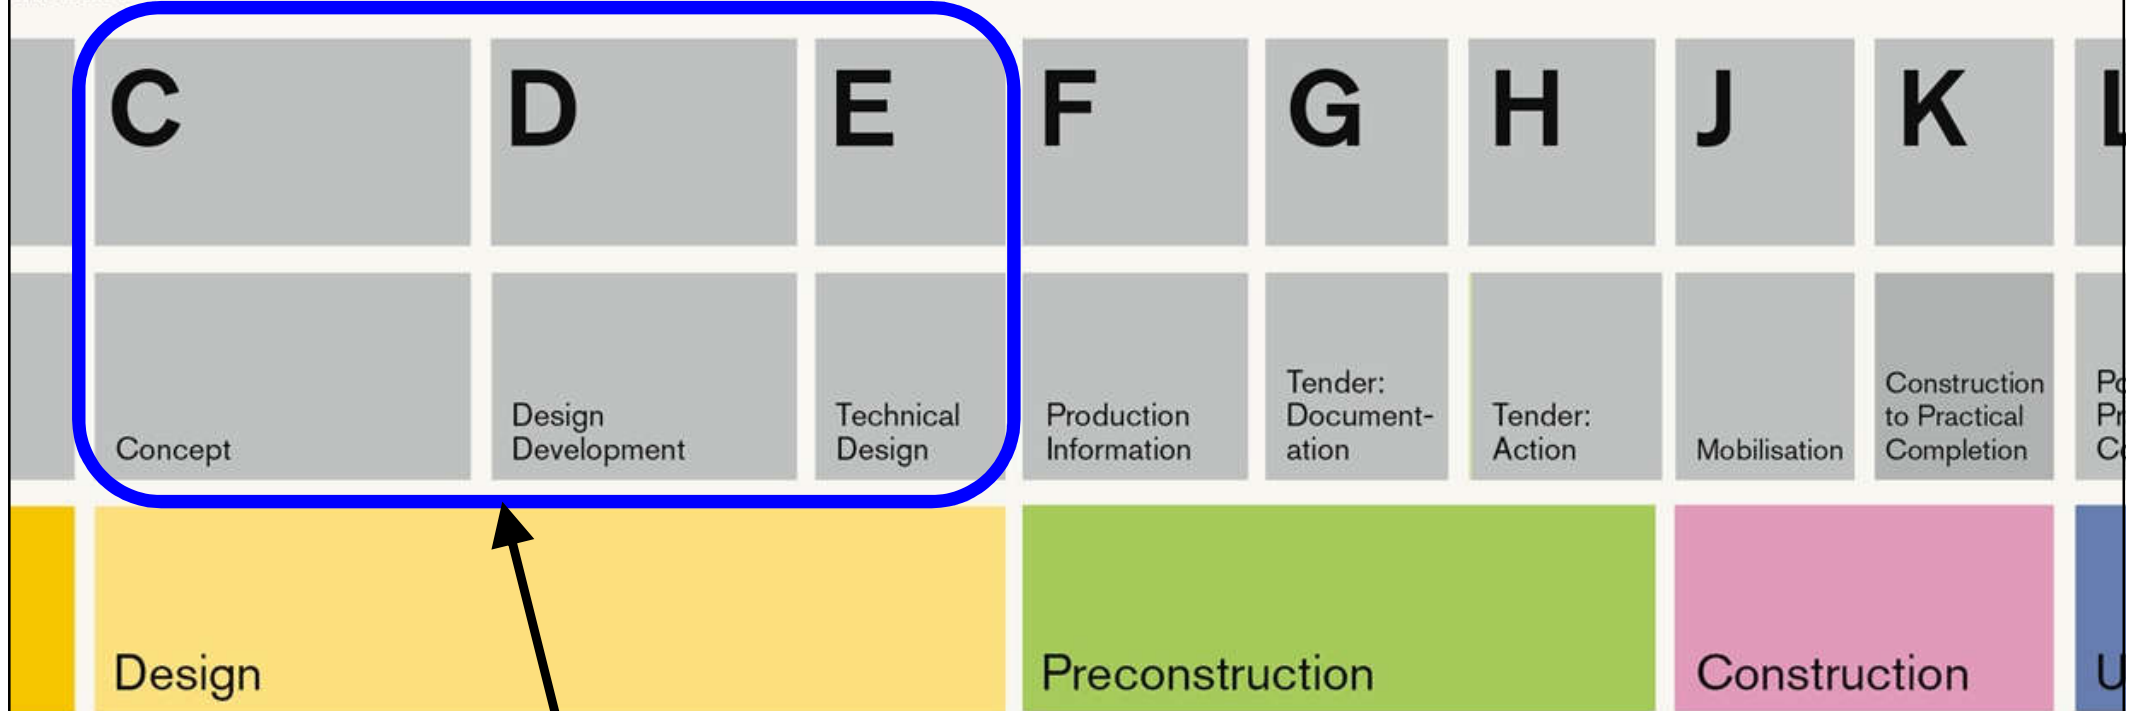 C D E F G H J K L
Concept
Design
Development
Technical
Design
Production
Information
Tender:
Document-
ation
Tender:
Action
Mobilisation
Construction
to Practical
Completion
Design
Preconstruction
Construction